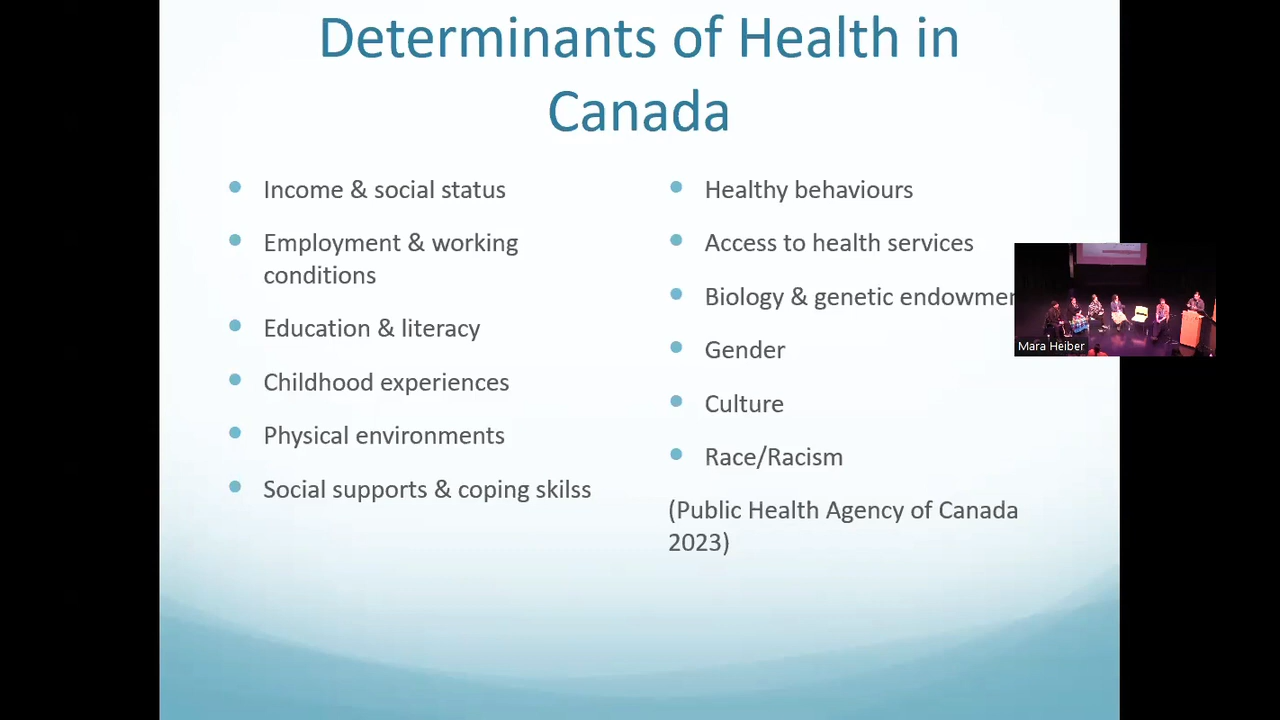 Determinants of Health in
Canada
Income & social status
Employment & working
conditions
Education & literacy
Childhood experiences
Physical environments
Social supports & coping skilss
Healthy behaviours
Access to health services
Biology & genetic
Gender
Culture
Race/Racism
(Public Health Agency of Canada
2023)
Mara Heiber